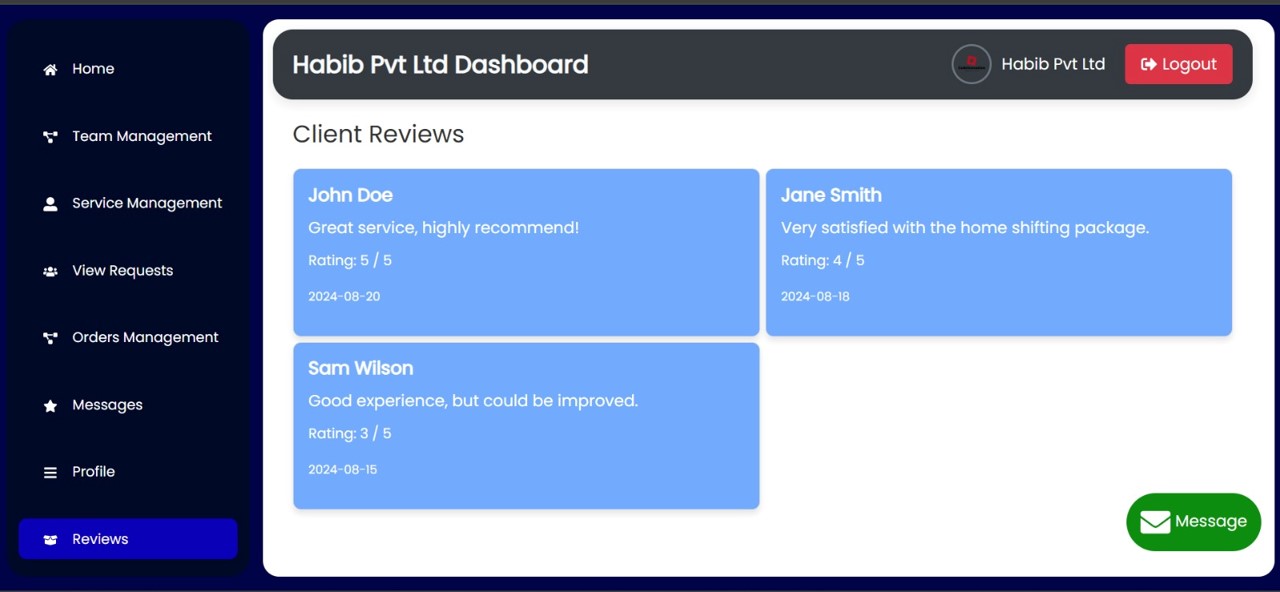 Home
Team Management
Service Management
View Requests
Orders Management
Messages
Profile
Reviews
Habib Pvt Ltd Dashboard
Habib Pvt Ltd
Logout
Client Reviews
John Doe
Great service, highly recommend!
Rating: 5 / 5
2024-08-20
Jane Smith
Very satisfied with the home shifting package.
Rating: 4 / 5
2024-08-18
Sam Wilson
Good experience, but could be improved.
Rating: 3 / 5
2024-08-15
Message